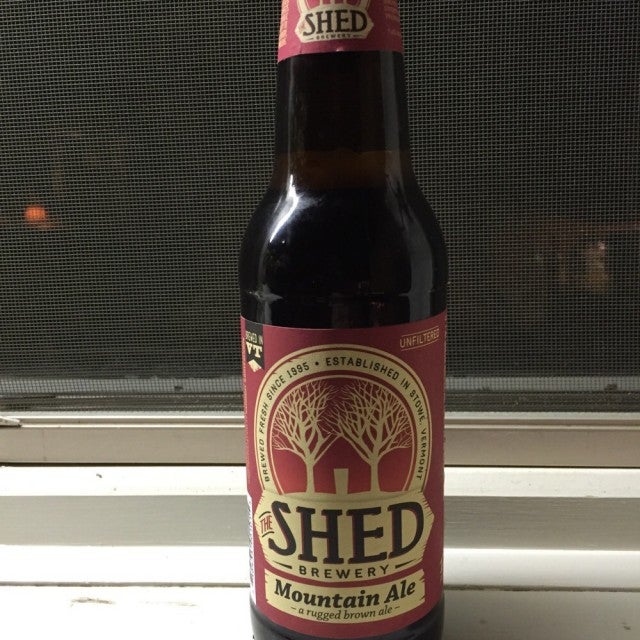 SHED
BREWERY
BREWED IN
VT
UNFILTERED
BREWED FRESH SINCE 1995 • ESTABLISHED IN STOWE, VERMONT
THE
SHED
BREWERY
Mountain Ale
– a rugged brown ale –